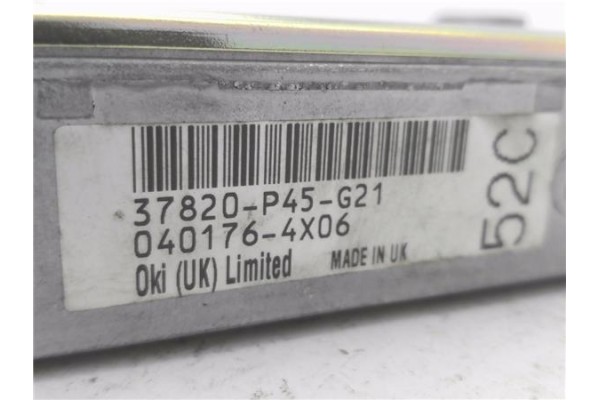 37820-P45-G21
040176-4X06
Oki (UK) Limited MADE IN UK
52C